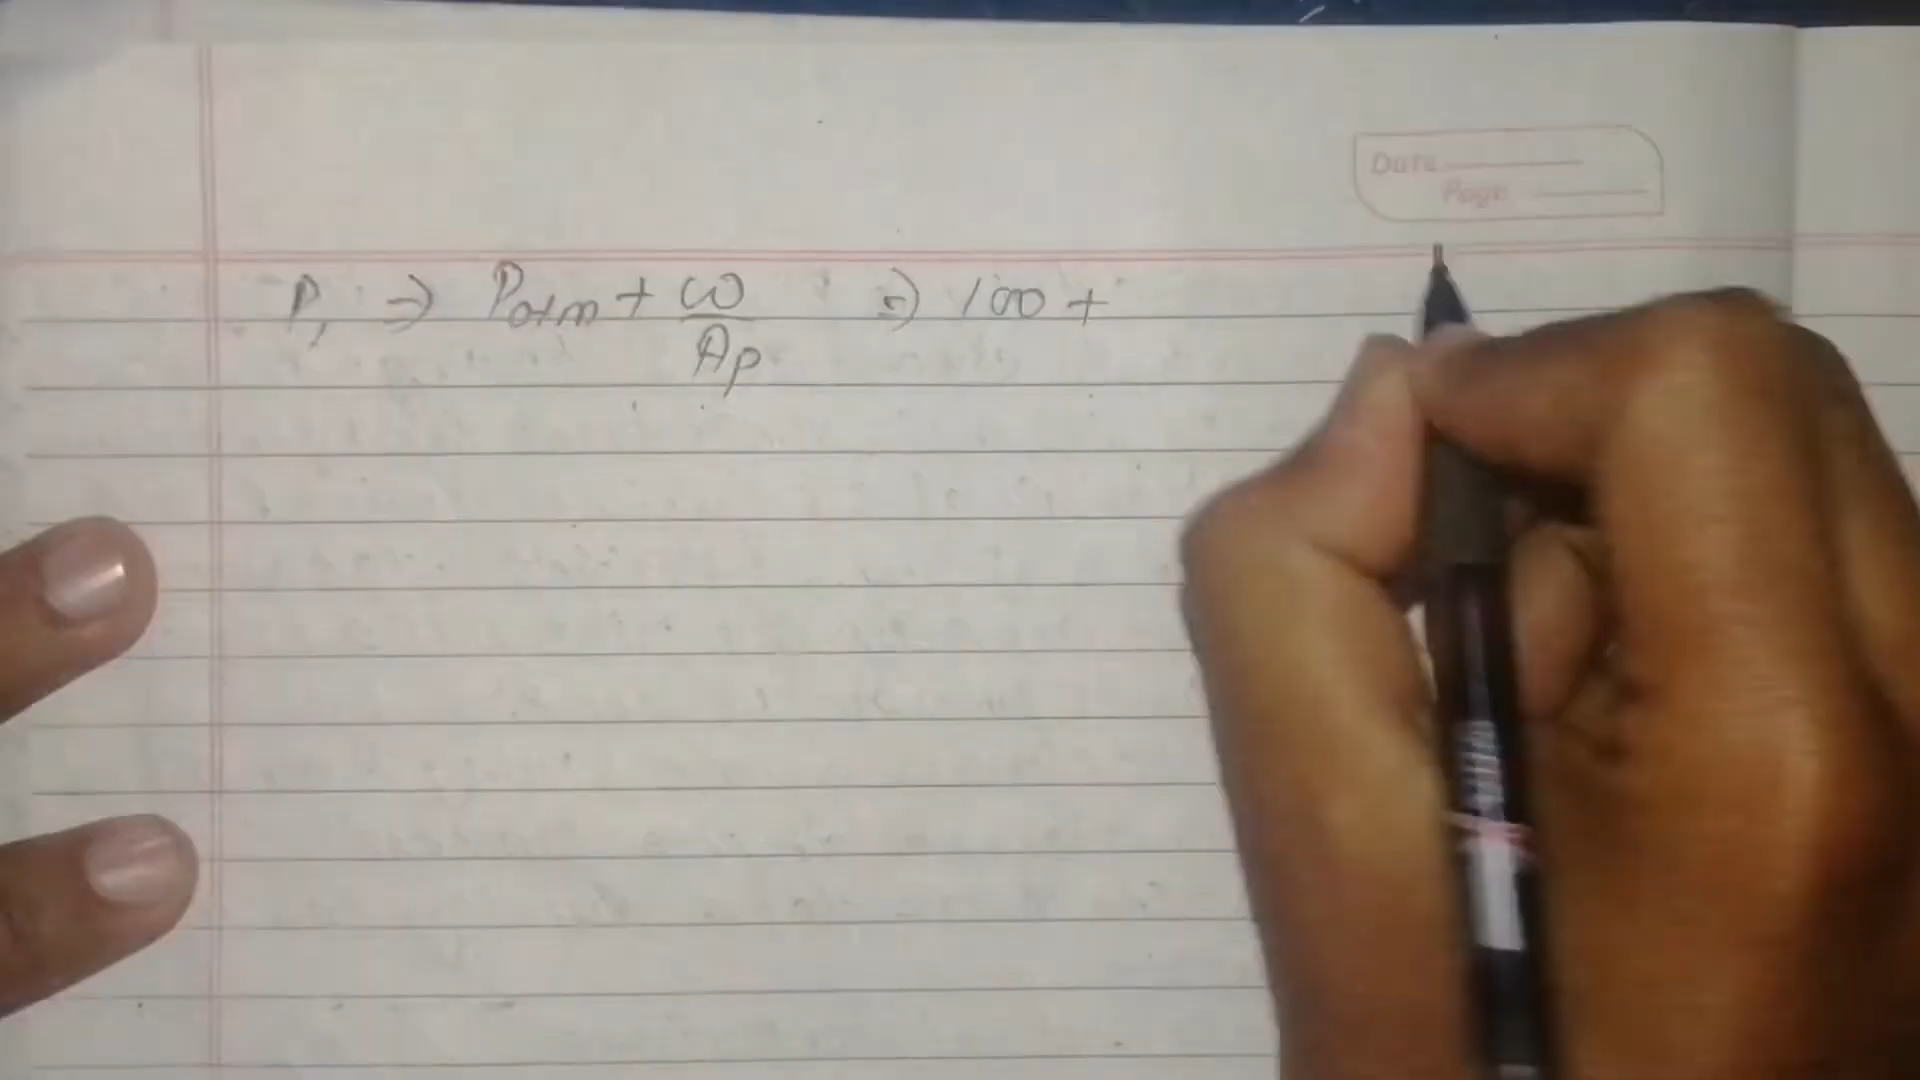 Date
Page
P₁ ⇒ Patm + W/Ap ⇒ 100 +